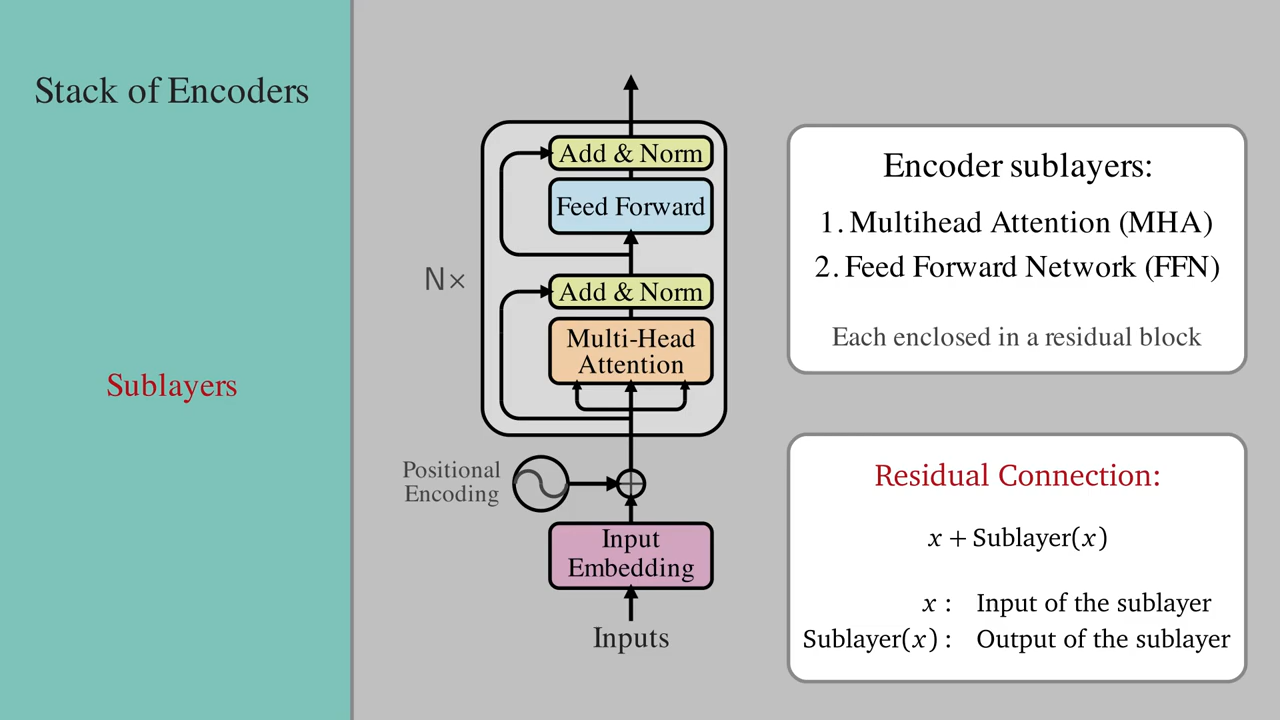 Stack of Encoders
Sublayers
Add & Norm
Feed Forward
N×
Add & Norm
Multi-Head
Attention
Positional
Encoding
Input
Embedding
Inputs
Encoder sublayers:
1. Multihead Attention (MHA)
2. Feed Forward Network (FFN)
Each enclosed in a residual block
Residual Connection:
x + Sublayer(x)
x : Input of the sublayer
Sublayer(x) : Output of the sublayer